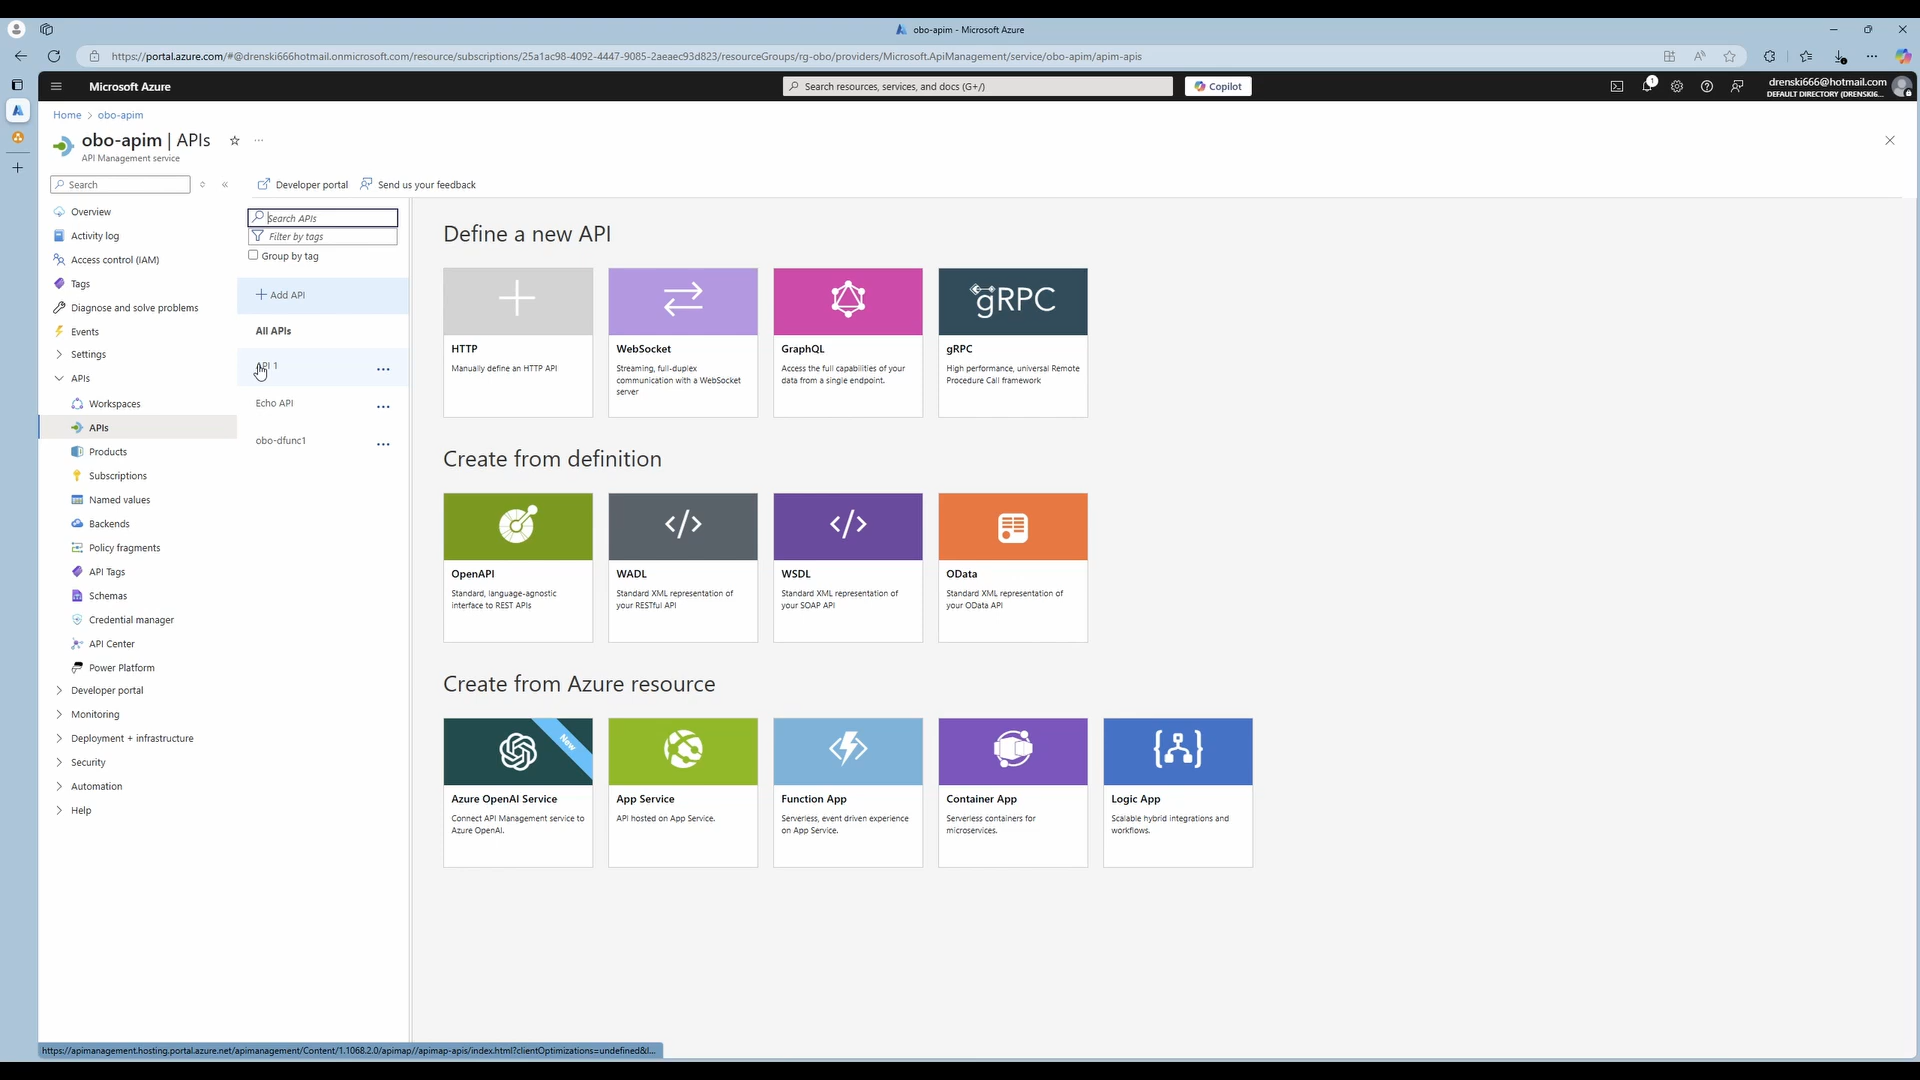 obo-apim - Microsoft Azure
https://portal.azure.com/#@drenski666hotmail.onmicrosoft.com/resource/subscriptions/25a1ac98-4092-4447-9085-2aeaec93d823/resourceGroups/rg-obo/providers/Microsoft.ApiManagement/service/obo-apim/apim-apis
Microsoft Azure
Search resources, services, and docs (G+/)
Copilot
1
drenski666@hotmail.com
DEFAULT DIRECTORY (DRENSKI6...
Home > obo-apim
obo-apim | APIs
API Management service
Search
Developer portal
Send us your feedback
Overview
Activity log
Access control (IAM)
Tags
Diagnose and solve problems
Events
Settings
APIs
Workspaces
APIs
Products
Subscriptions
Named values
Backends
Policy fragments
API Tags
Schemas
Credential manager
API Center
Power Platform
Developer portal
Monitoring
Deployment + infrastructure
Security
Automation
Help
Search APIs
Filter by tags
Group by tag
+ Add API
All APIs
API 1
Echo API
obo-dfunc1
Define a new API
HTTP
Manually define an HTTP API
WebSocket
Streaming, full-duplex
communication with a WebSocket
server
GraphQL
Access the full capabilities of your
data from a single endpoint.
gRPC
gRPC
High performance, universal Remote
Procedure Call framework
Create from definition
OpenAPI
Standard, language-agnostic
interface to REST APIs
WADL
Standard XML representation of
your RESTful API
WSDL
Standard XML representation of
your SOAP API
OData
Standard XML representation of
your OData API
Create from Azure resource
New
Azure OpenAI Service
Connect API Management service to
Azure OpenAI.
App Service
API hosted on App Service.
Function App
Serverless, event driven experience
on App Service.
Container App
Serverless containers for
microservices.
Logic App
Scalable hybrid integrations and
workflows.
https://apimanagement.hosting.portal.azure.net/apimanagement/Content/1.1068.2.0/apimap//apimap-apis/index.html?clientOptimizations=undefined&l...